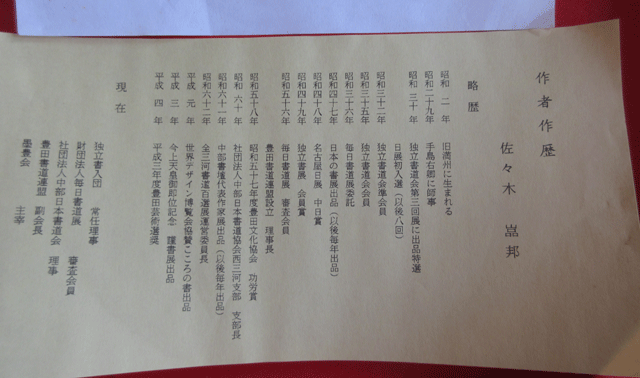 作者作歴
佐々木 嵓邦
略歴
昭和 二 年 旧満州に生まれる
昭和二十九年 手島右卿に師事
昭和 三十 年 独立書道会第三回展に出品特選
日展初入選(以後八回)
昭和三十二年 独立書道会準会員
昭和三十五年 独立書道会会員
昭和三十六年 毎日書道展委託
昭和四十七年 日本の書展出品(以後毎年出品)
昭和四十八年 名古屋日展 中日賞
昭和四十九年 独立書展 会員賞
昭和五十六年 毎日書道展 審査会員
豊田書道連盟設立 理事長
昭和五十八年 昭和五十七年度豊田文化協会 功労賞
昭和 六十 年 社団法人中部日本書道協会西三河支部 支部長
昭和六十一年 中部書壇代表作家展出品(以後毎年出品)
昭和六十二年 全三河書道百選展運営委員長
平成 元 年 世界デザイン博覧会協賛こころの書出品
平成 三 年 今上天皇御即位記念 謹書展出品
平成 四 年 平成三年度豊田芸術選奨
現在
独立書人団 常任理事
財団法人毎日書道展 審査会員
社団法人中部日本書道会 理事
豊田書道連盟 副会長
墨豊会 主宰